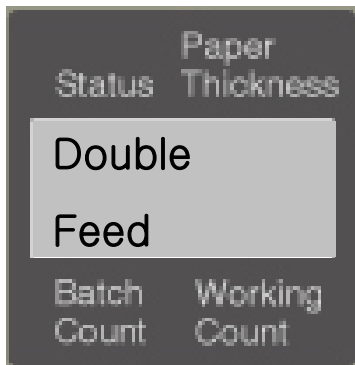 Paper
Status Thickness
Double
Feed
Batch Working
Count Count